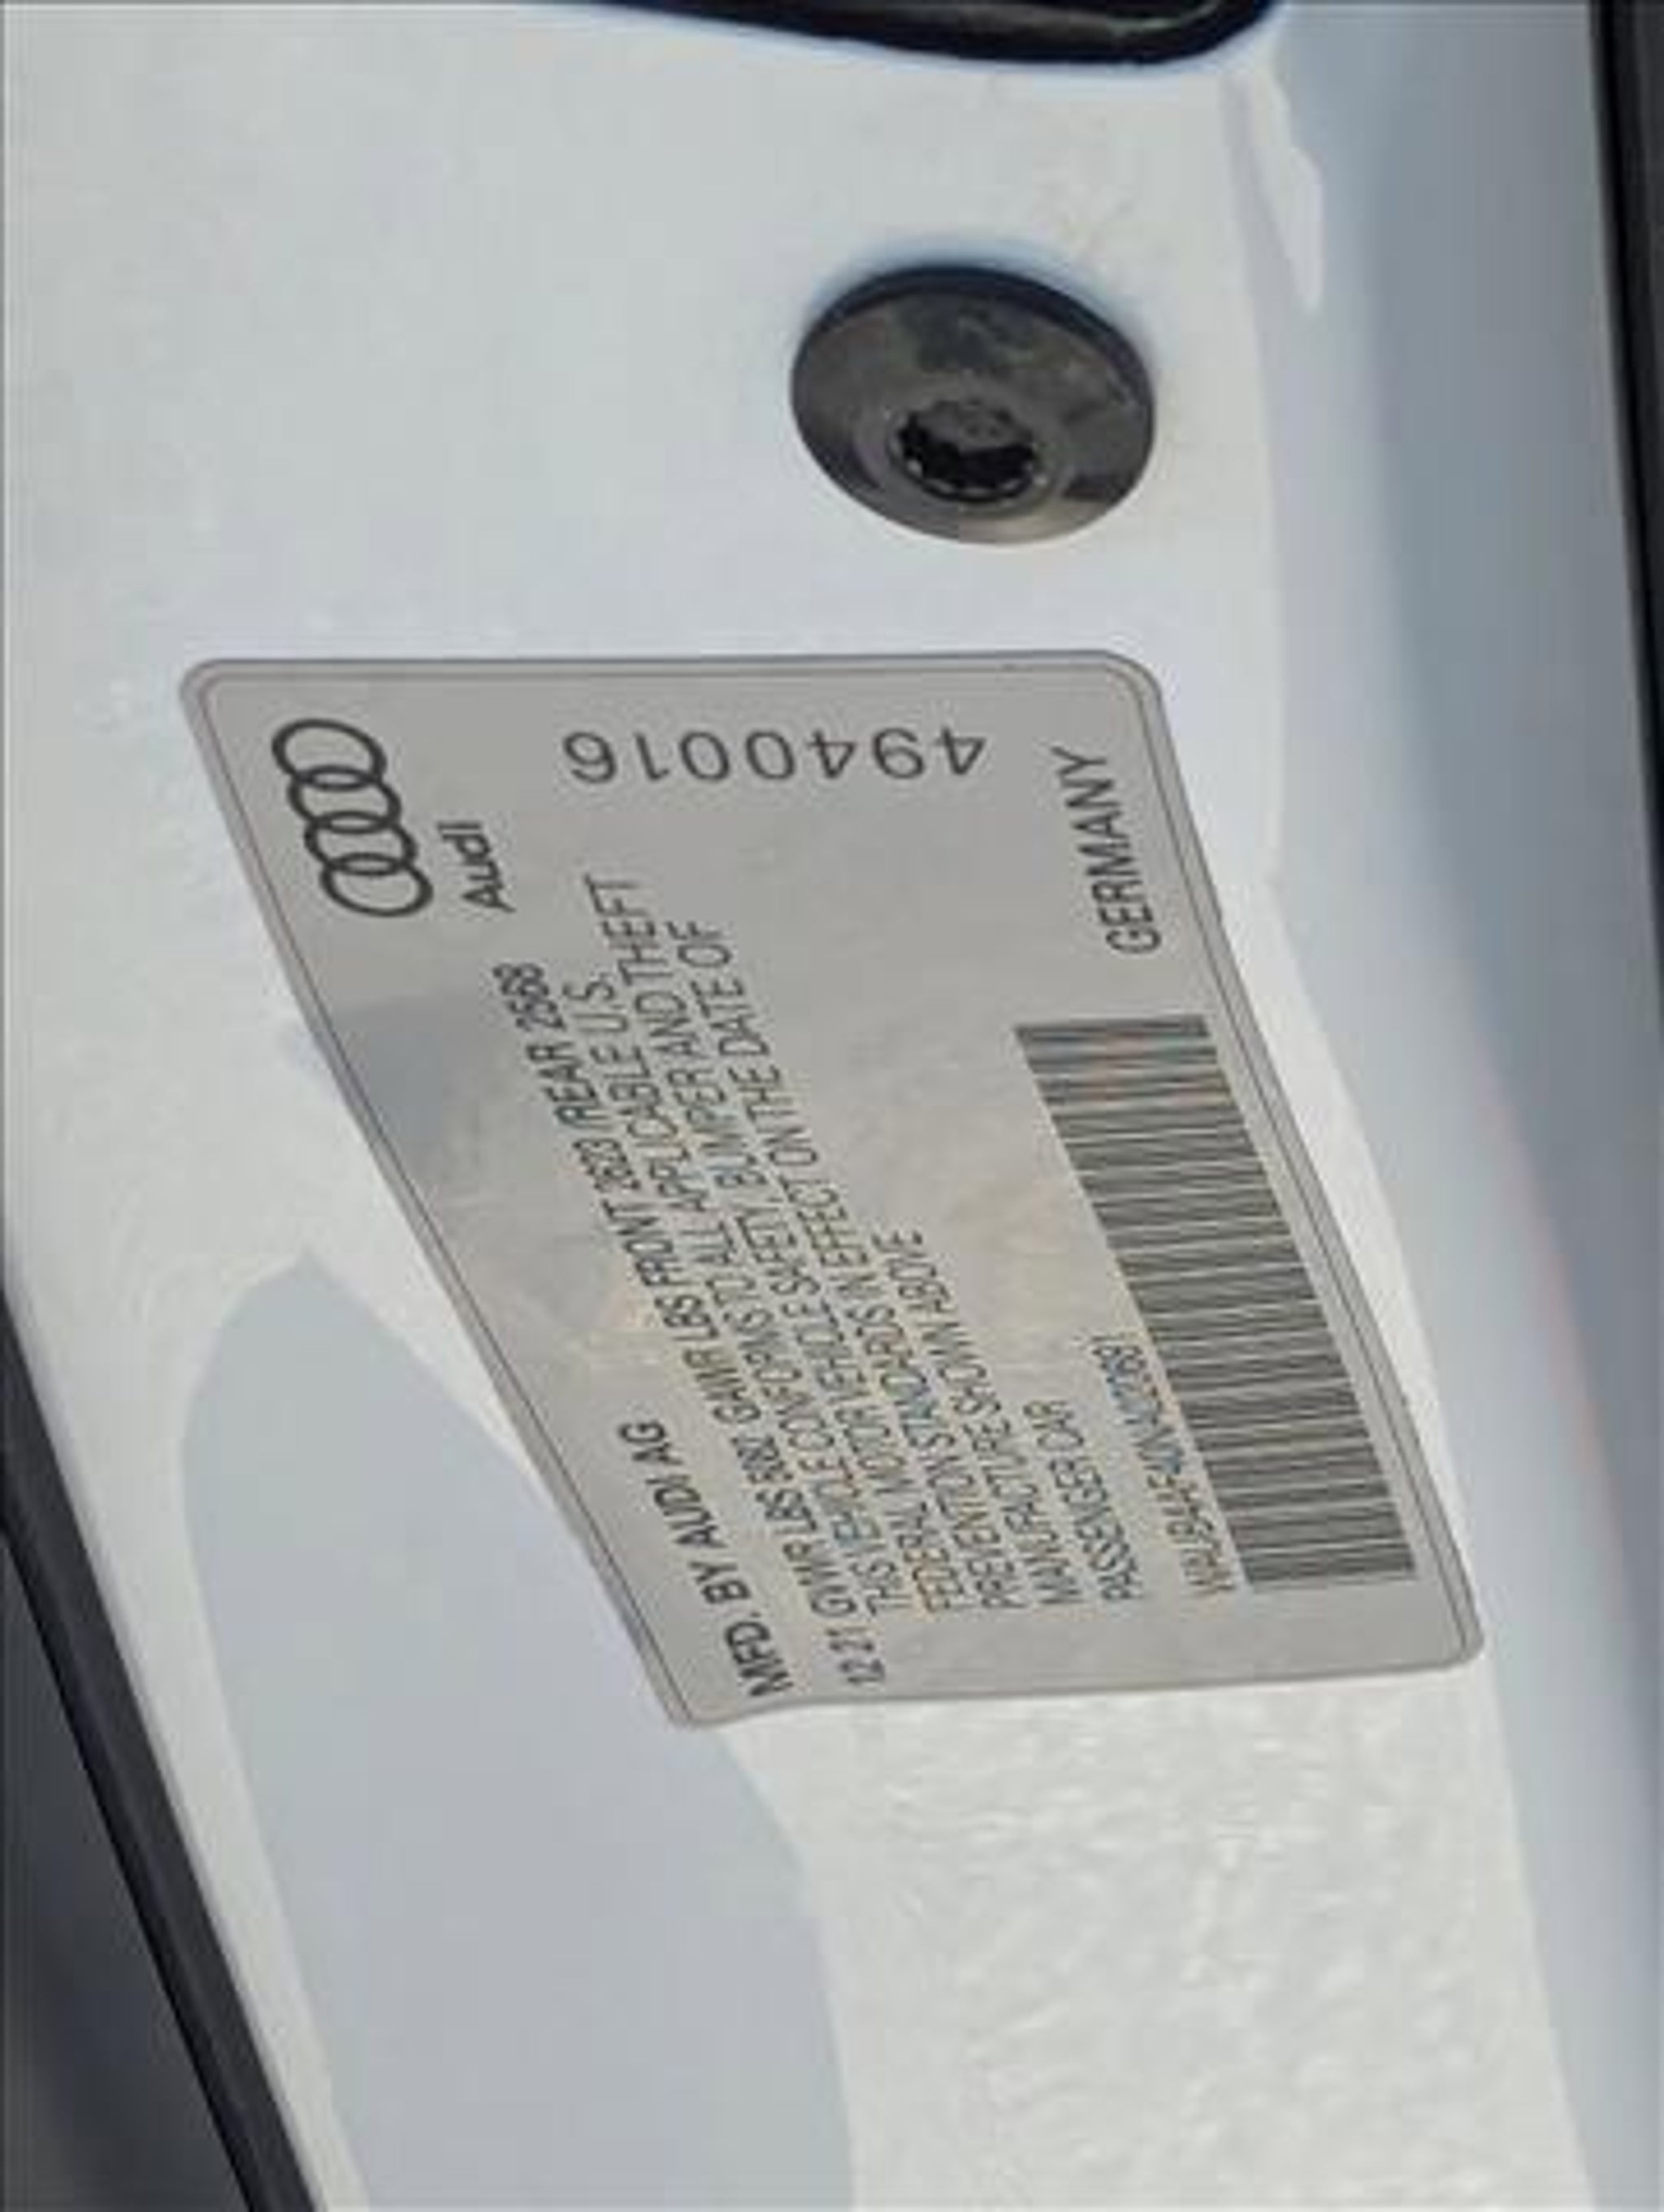 Audi
MFD. BY AUDI AG
12 21 GVWR LBS GAWR LBS FRONT 2833 REAR 2568
THIS VEHICLE CONFORMS TO ALL APPLICABLE U.S.
FEDERAL MOTOR VEHICLE SAFETY, BUMPER AND THEFT
PREVENTION STANDARDS IN EFFECT ON THE DATE OF
MANUFACTURE SHOWN ABOVE
PASSENGER CAR
GERMANY
4940016